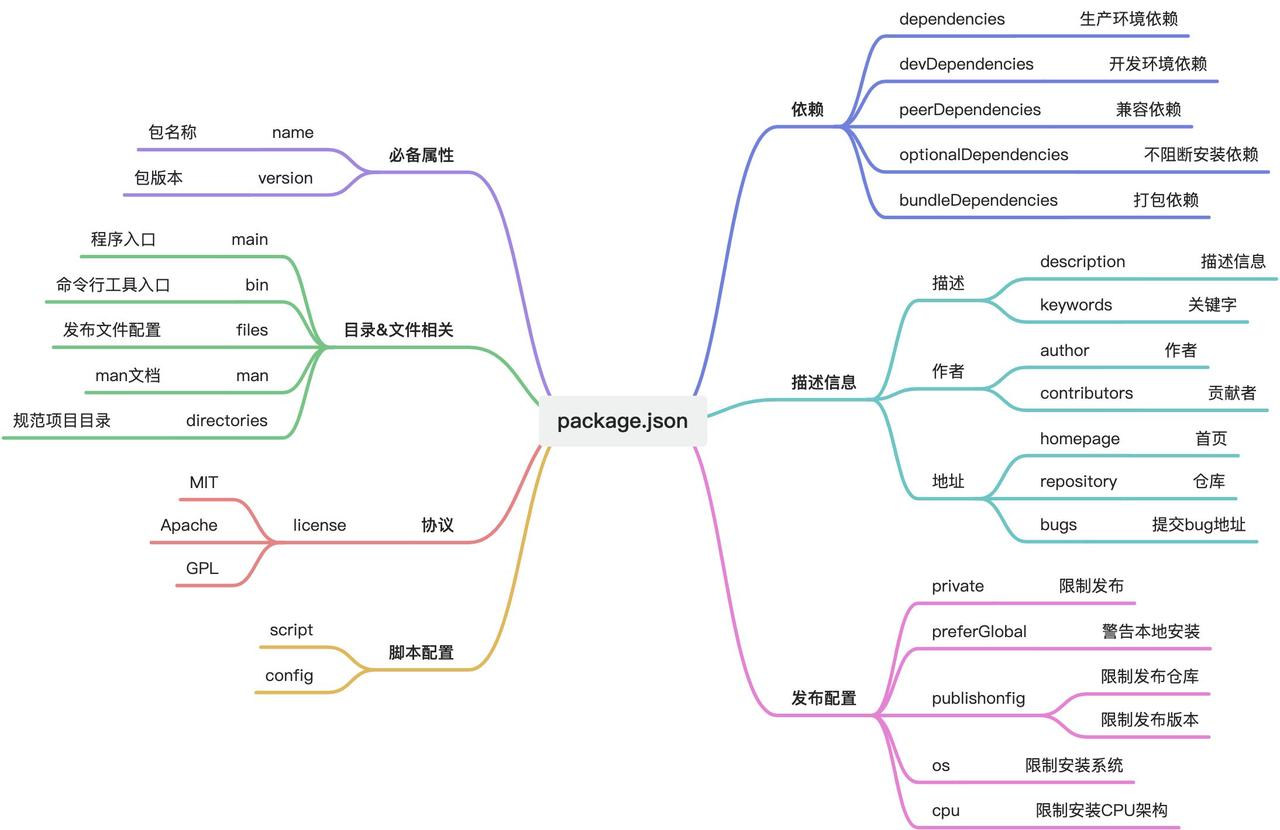 package.json
必备属性
包名称 name
包版本 version
目录&文件相关
程序入口 main
命令行工具入口 bin
发布文件配置 files
man文档 man
规范项目目录 directories
协议
license
MIT
Apache
GPL
脚本配置
script
config
依赖
dependencies 生产环境依赖
devDependencies 开发环境依赖
peerDependencies 兼容依赖
optionalDependencies 不阻断安装依赖
bundleDependencies 打包依赖
描述信息
描述
description 描述信息
keywords 关键字
作者
author 作者
contributors 贡献者
地址
homepage 首页
repository 仓库
bugs 提交bug地址
发布配置
private 限制发布
preferGlobal 警告本地安装
publishonfig
限制发布仓库
限制发布版本
os 限制安装系统
cpu 限制安装CPU架构